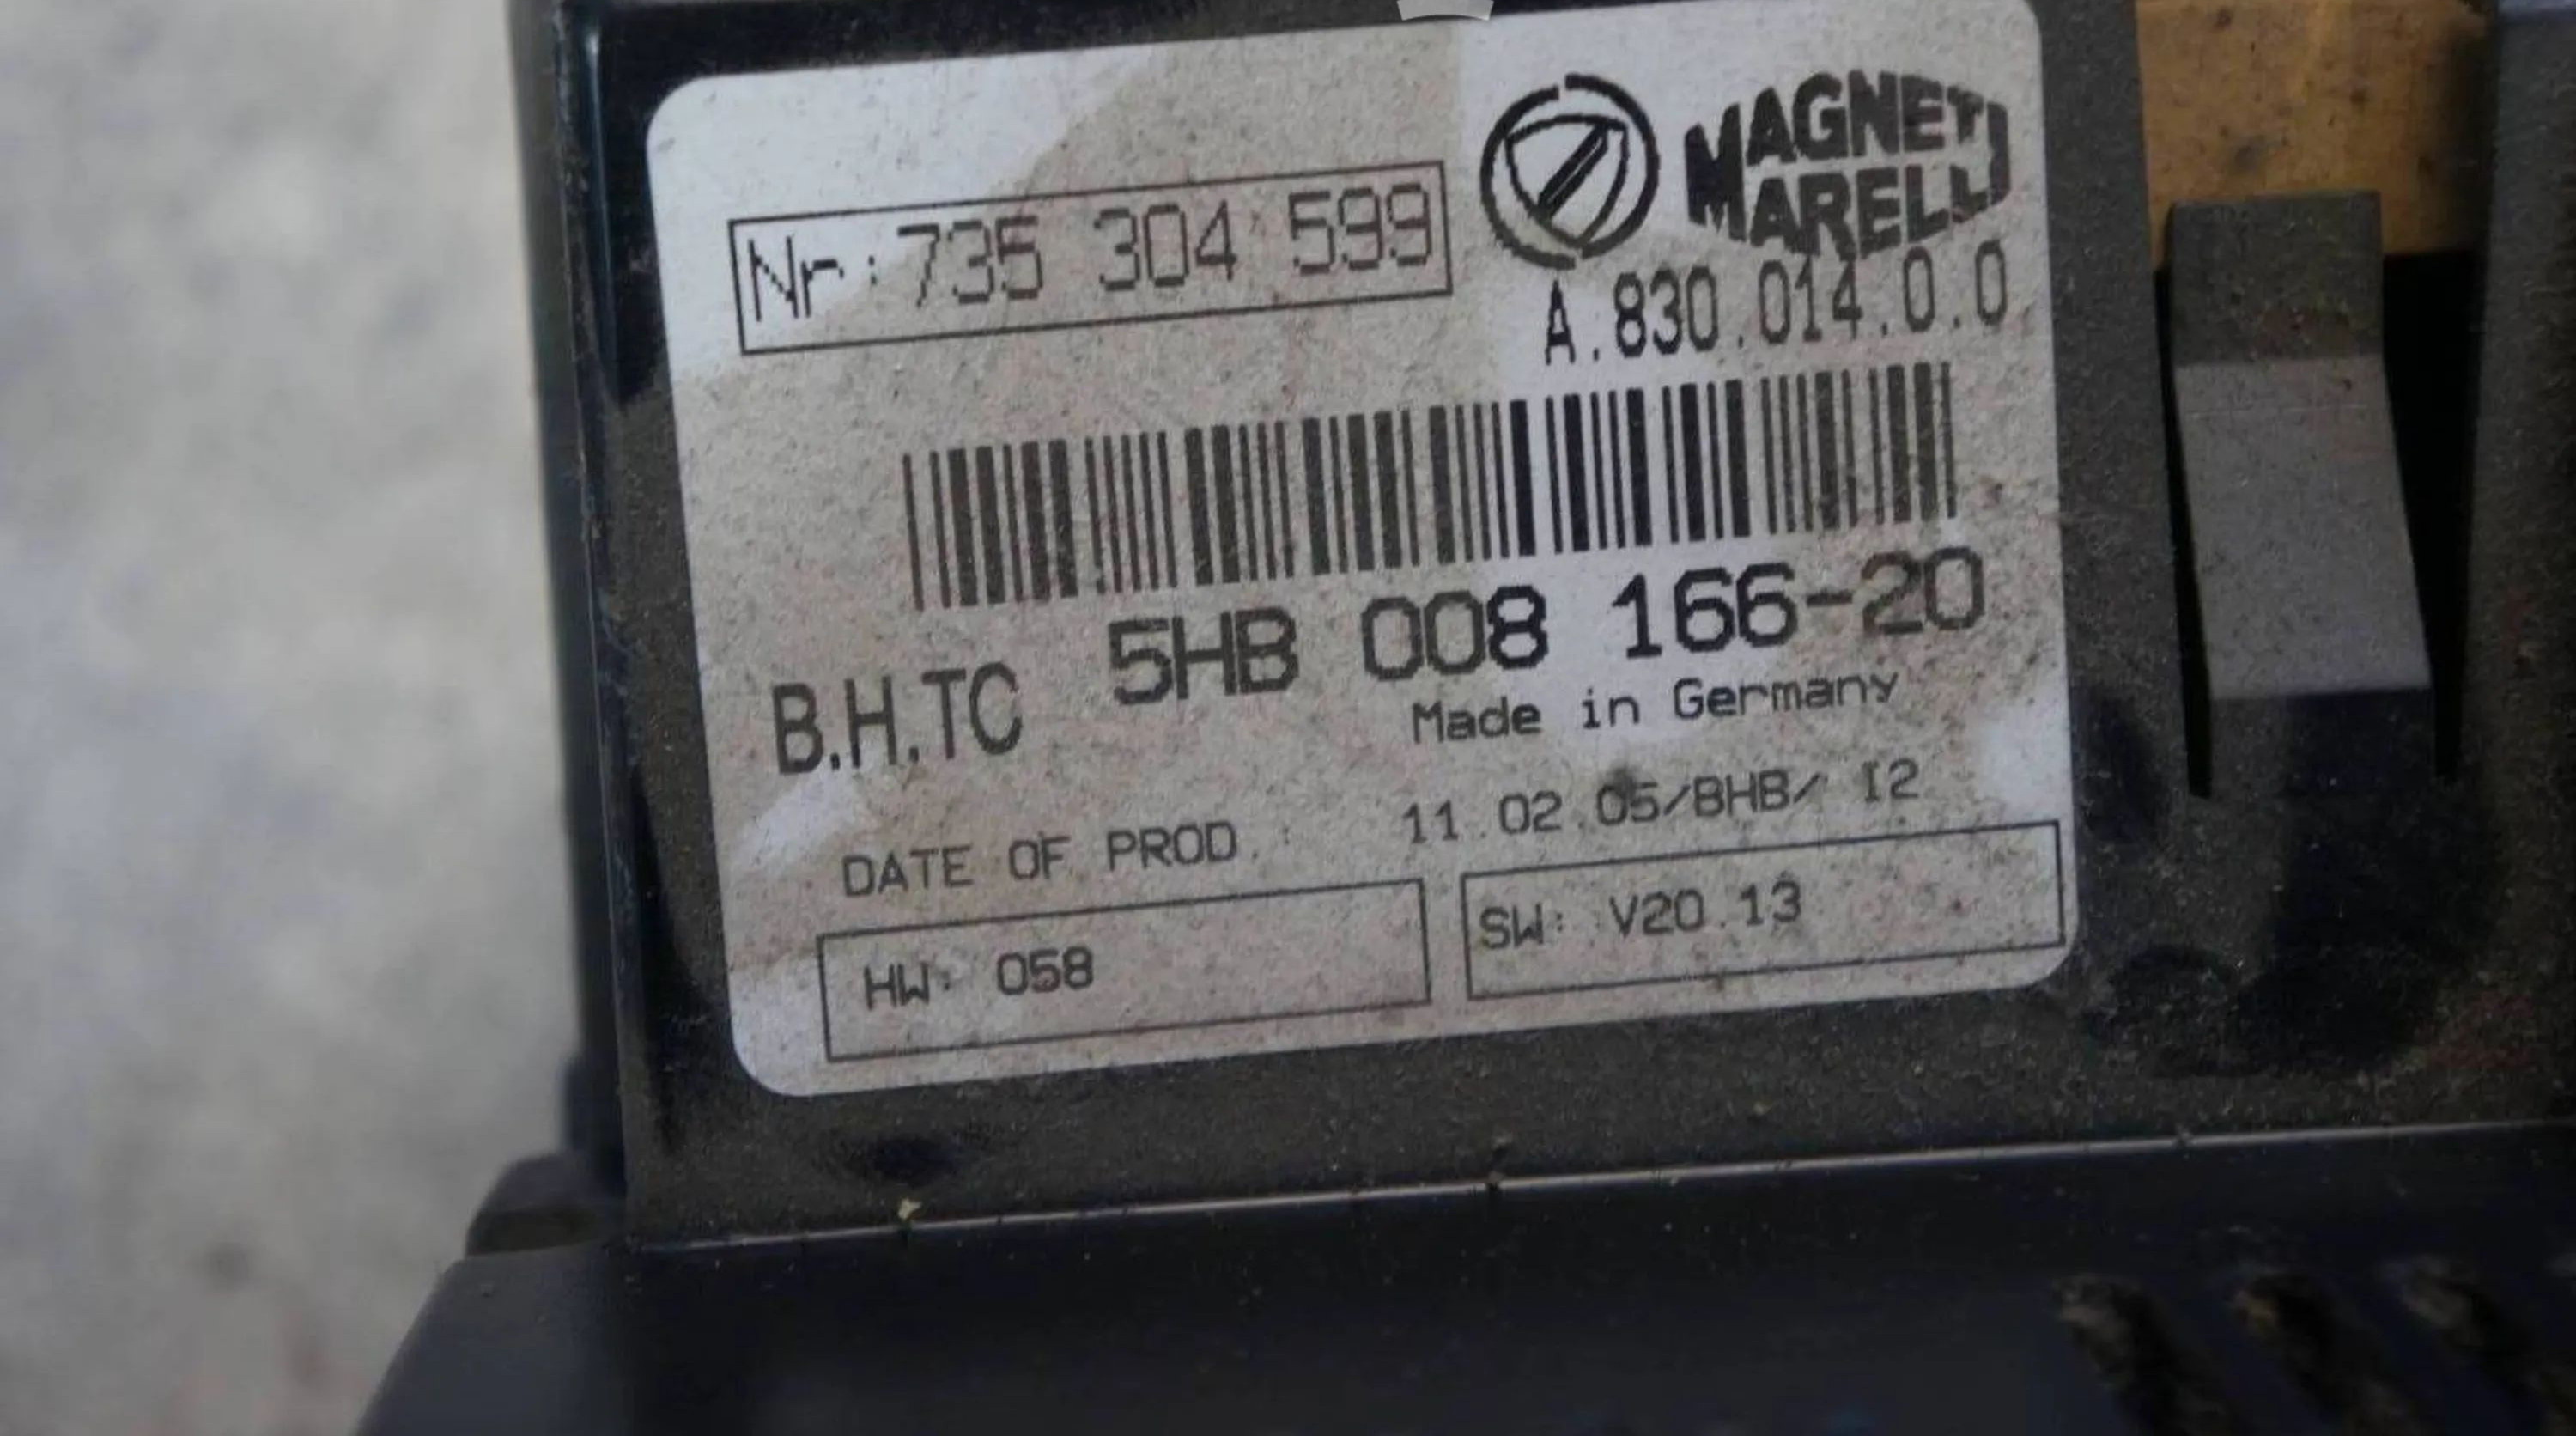 MAGNETI
MARELLI
Nr: 735 304 599
A.830.014.0.0
5HB 008 166-20
B.H.TC
Made in Germany
DATE OF PROD. : 11.02.05/BHB/ I2
HW: 058
SW: V20.13